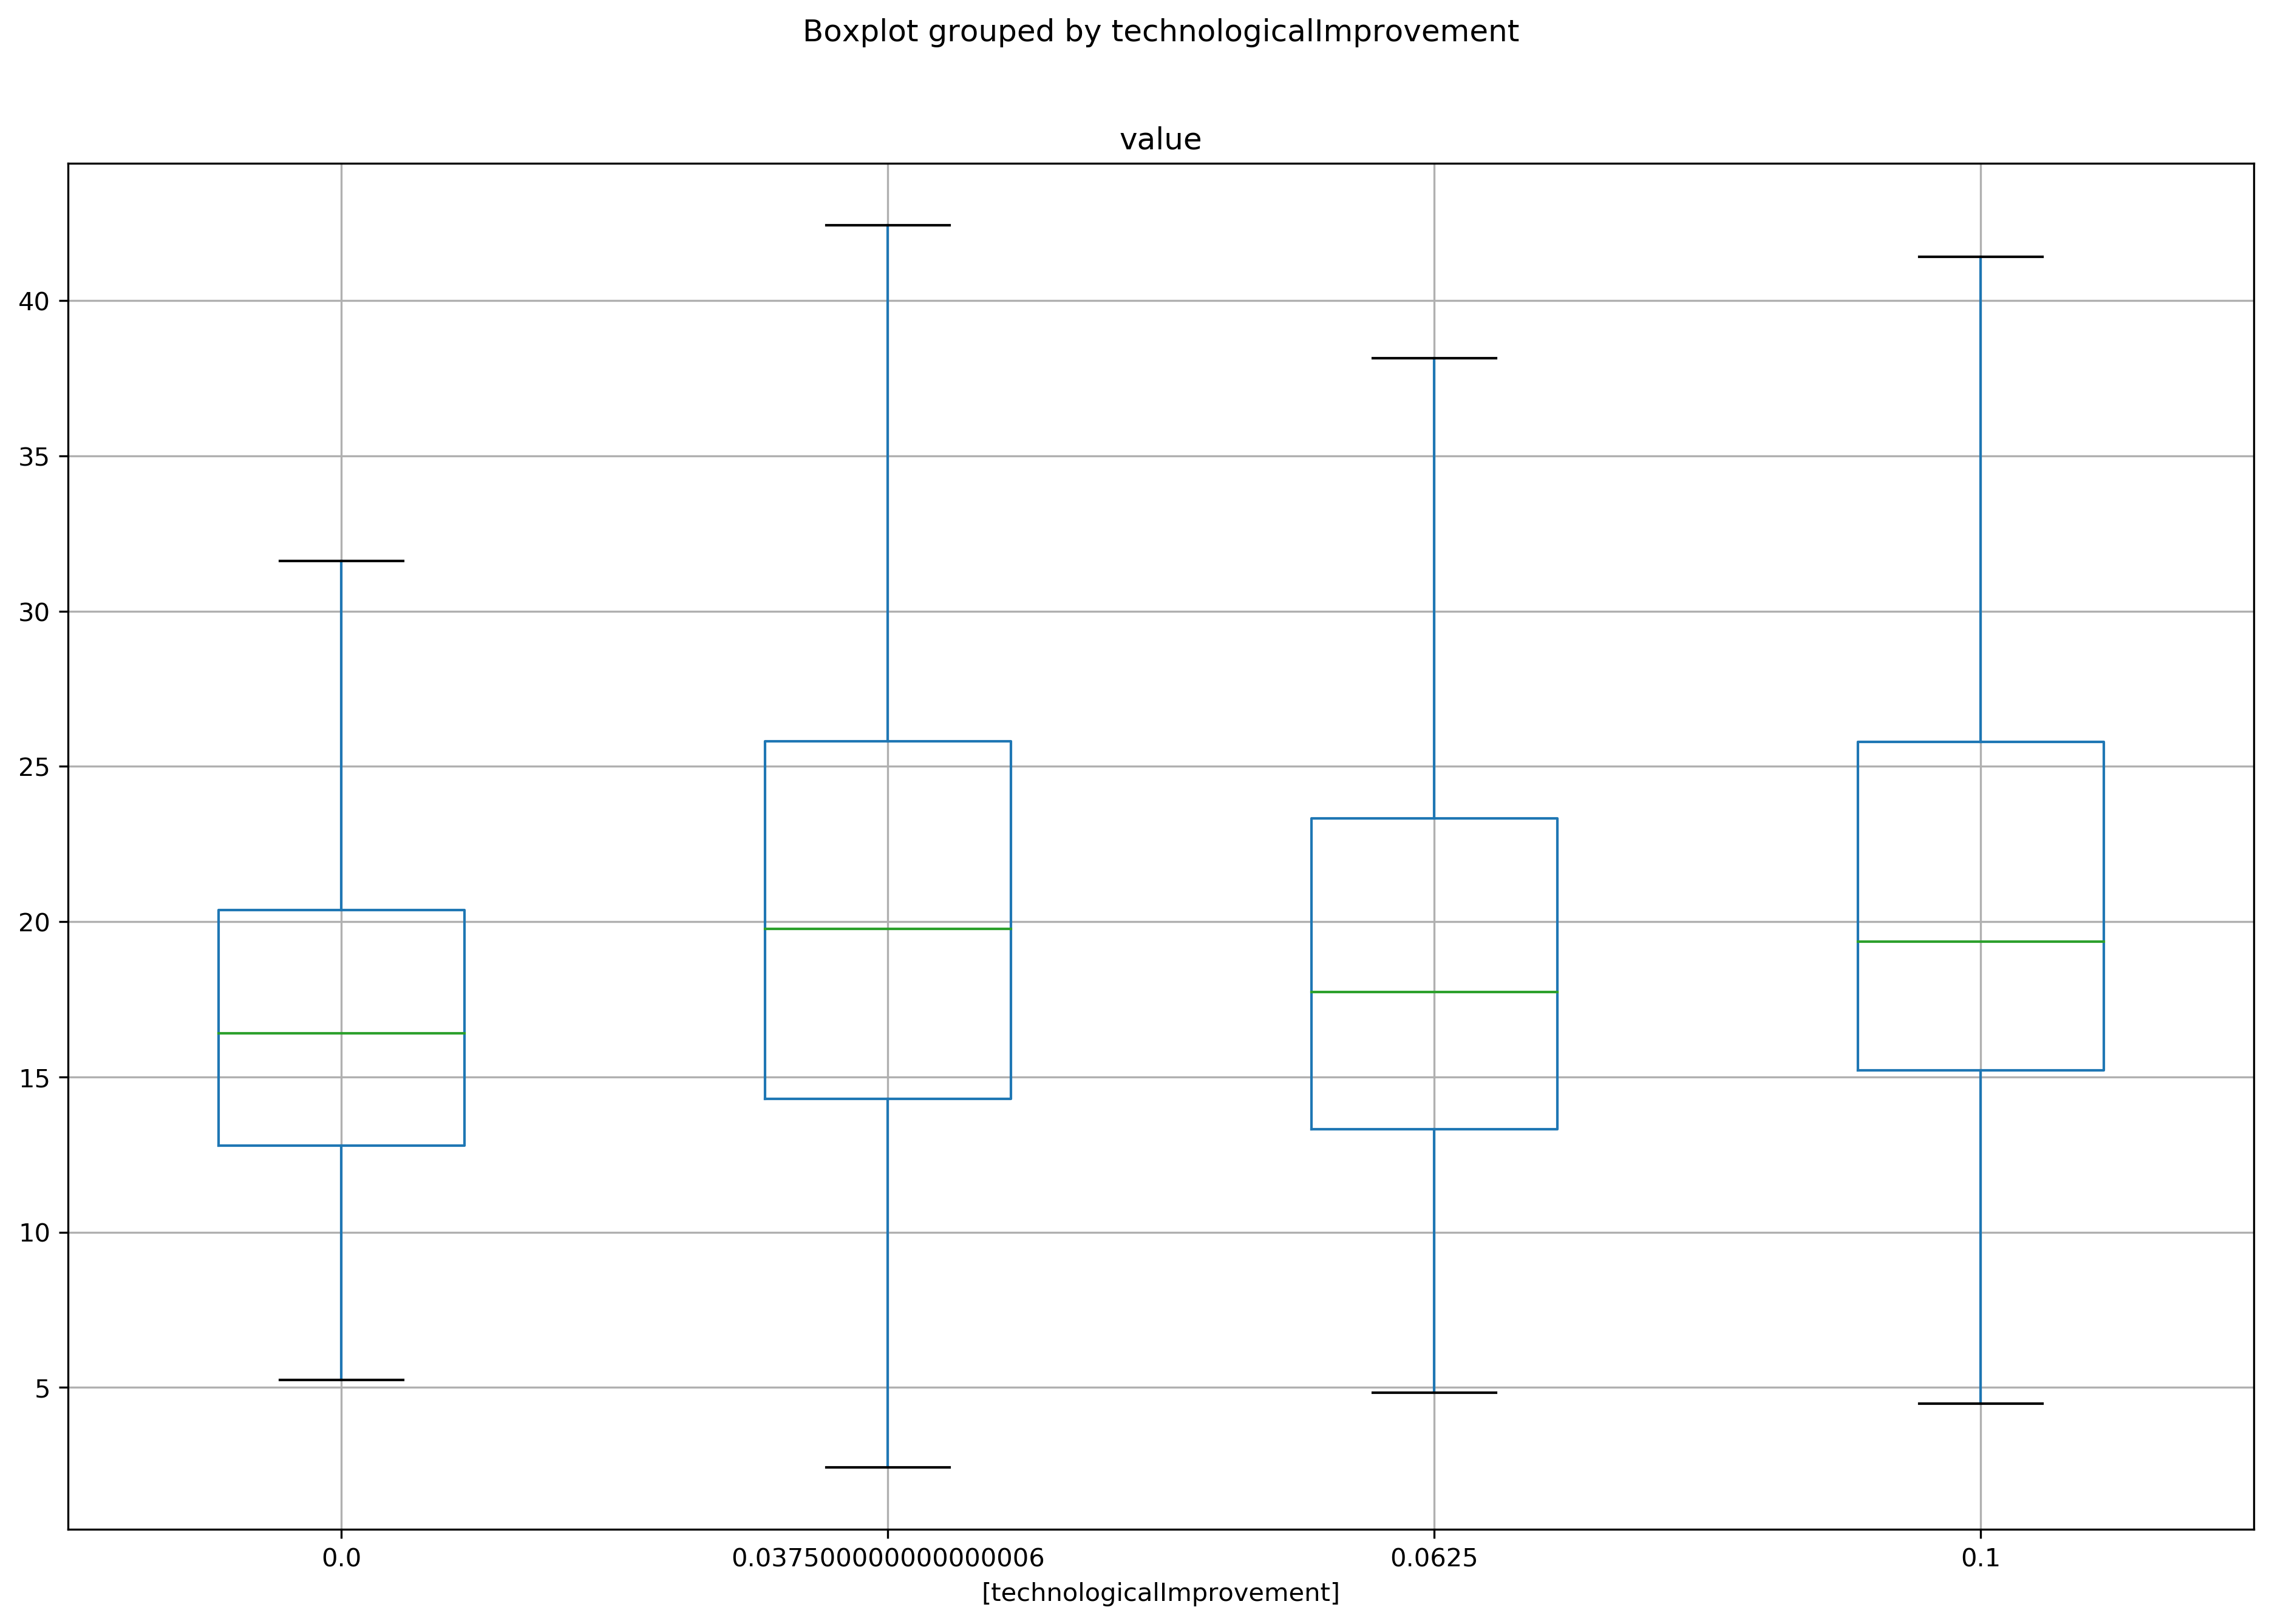 Boxplot grouped by technologicalImprovement
value
40
35
30
25
20
15
10
5
0.0 0.037500000000000006 0.0625 0.1
[technologicalImprovement]